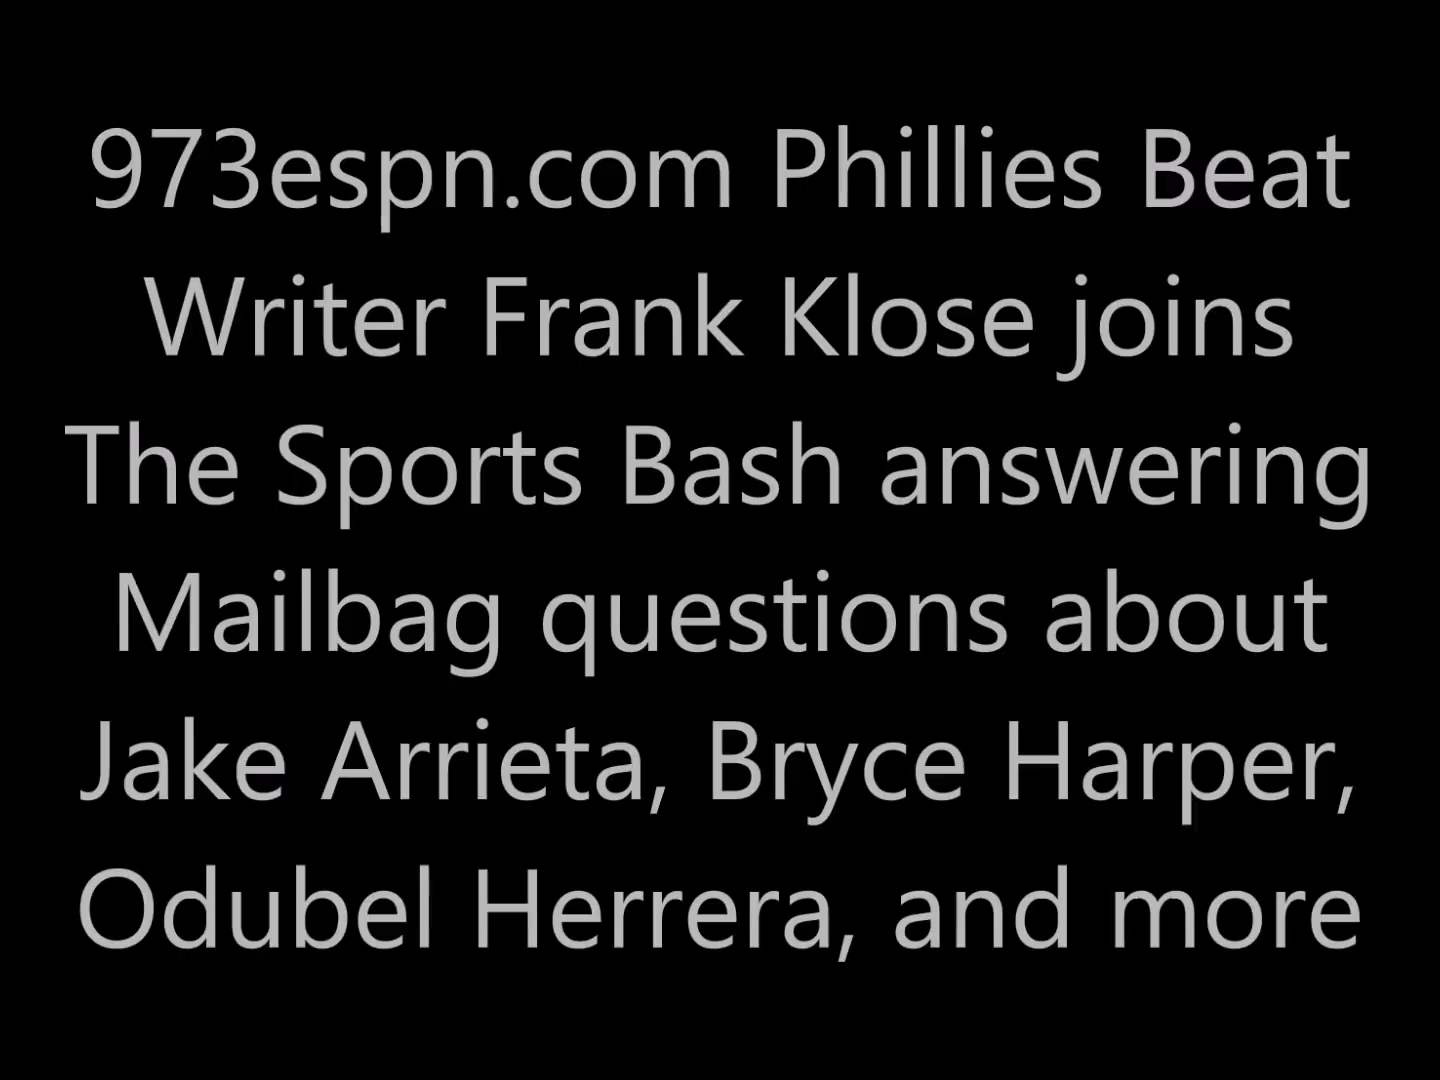 973espn.com Phillies Beat
Writer Frank Klose joins
The Sports Bash answering
Mailbag questions about
Jake Arrieta, Bryce Harper,
Odubel Herrera, and more